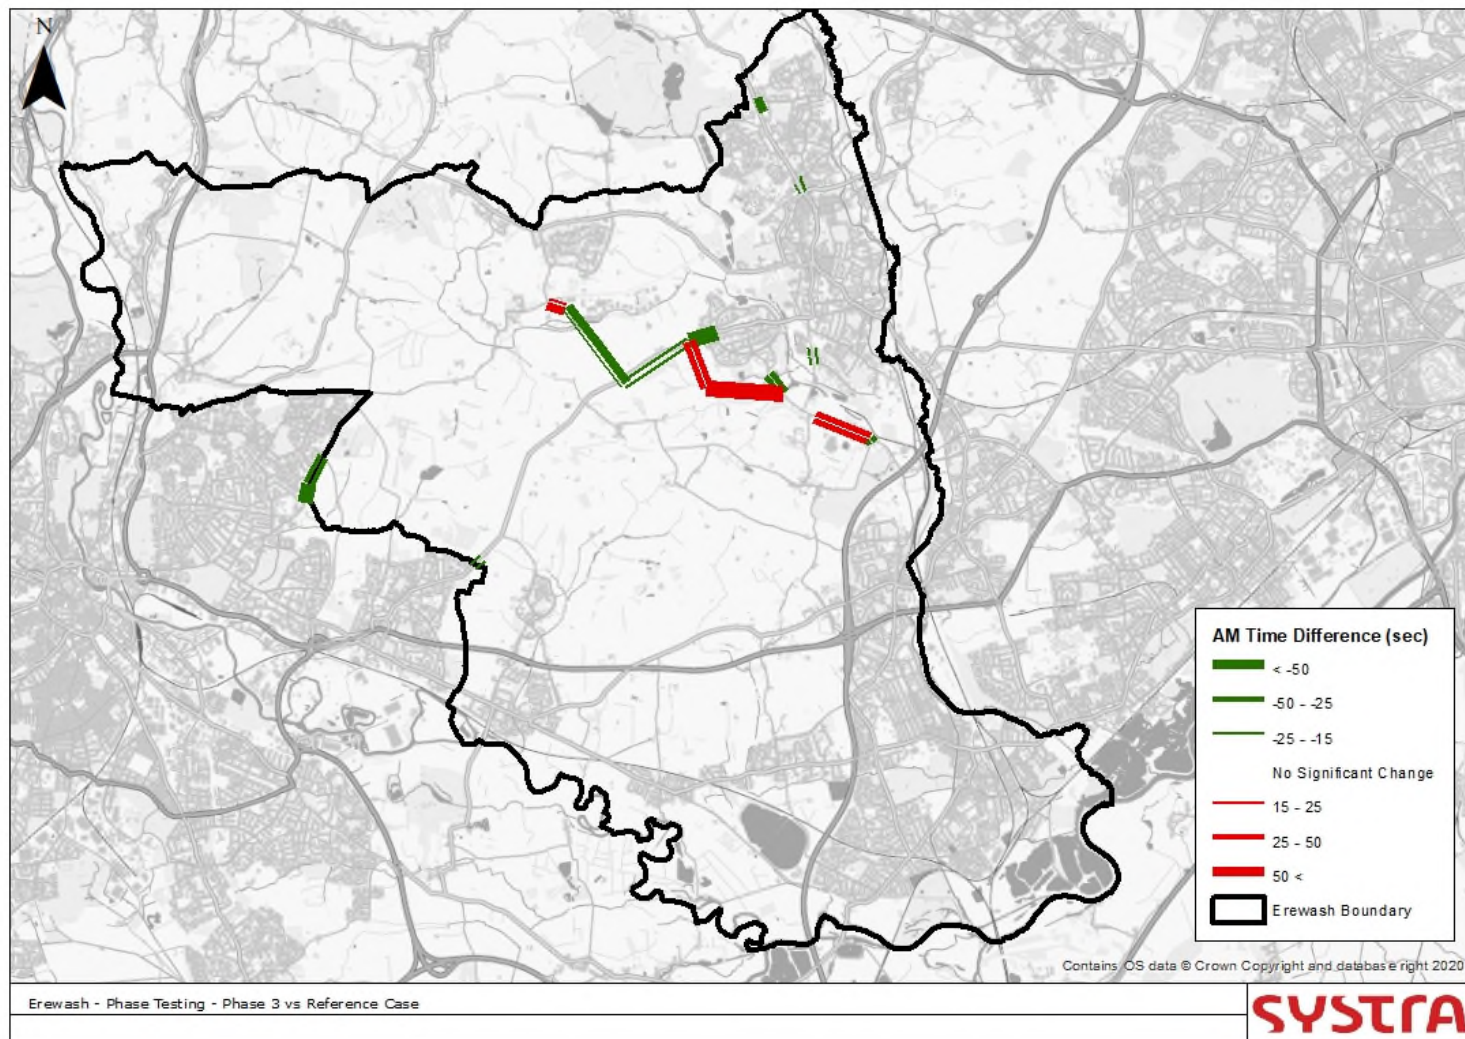 N
AM Time Difference (sec)
< -50
-50 - -25
-25 - -15
No Significant Change
15 - 25
25 - 50
50 <
Erewash Boundary
Contains OS data © Crown Copyright and database right 2020
Erewash - Phase Testing - Phase 3 vs Reference Case
SYSTRA